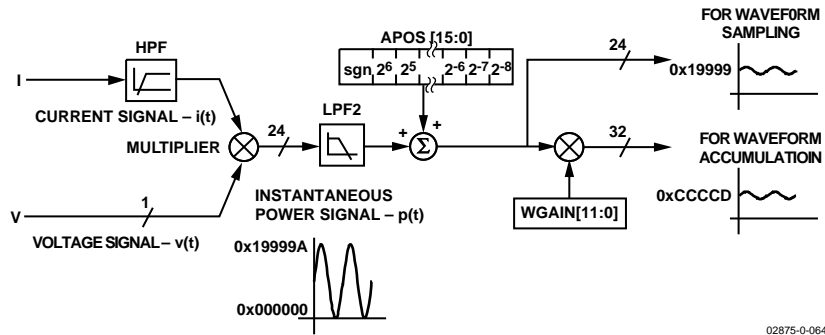 APOS [15:0]
sgn 2^6 2^5 2^-6 2^-7 2^-8
HPF
I
CURRENT SIGNAL – i(t)
MULTIPLIER
24
LPF2
+
+
Σ
24
FOR WAVEF0RM
SAMPLING
0x19999
32
FOR WAVEFORM
ACCUMULATIOIN
0xCCCCD
WGAIN[11:0]
V
1
VOLTAGE SIGNAL– v(t)
INSTANTANEOUS
POWER SIGNAL – p(t)
0x19999A
0x000000
02875-0-064